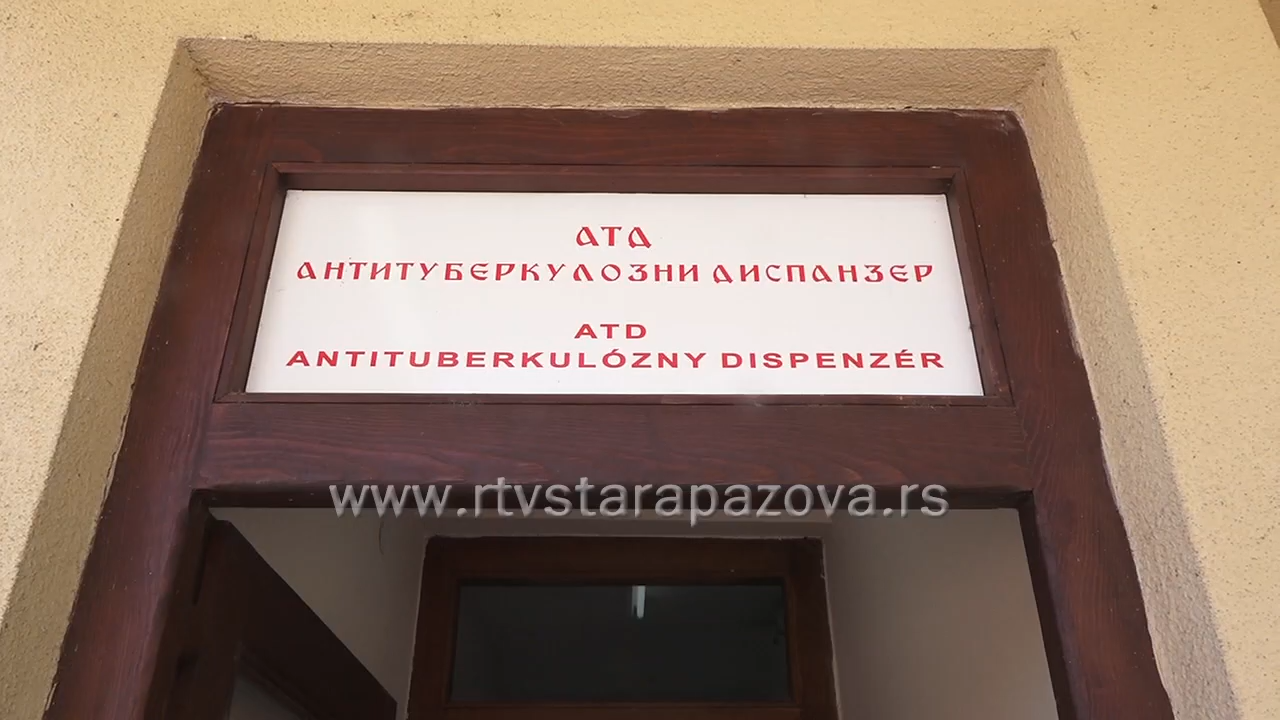 АТД
АНТИТУБЕРКУЛОЗНИ ДИСПАНЗЕР
ATD
ANTITUBERKULÓZNY DISPENZÉR
www.rtvstarapazova.rs